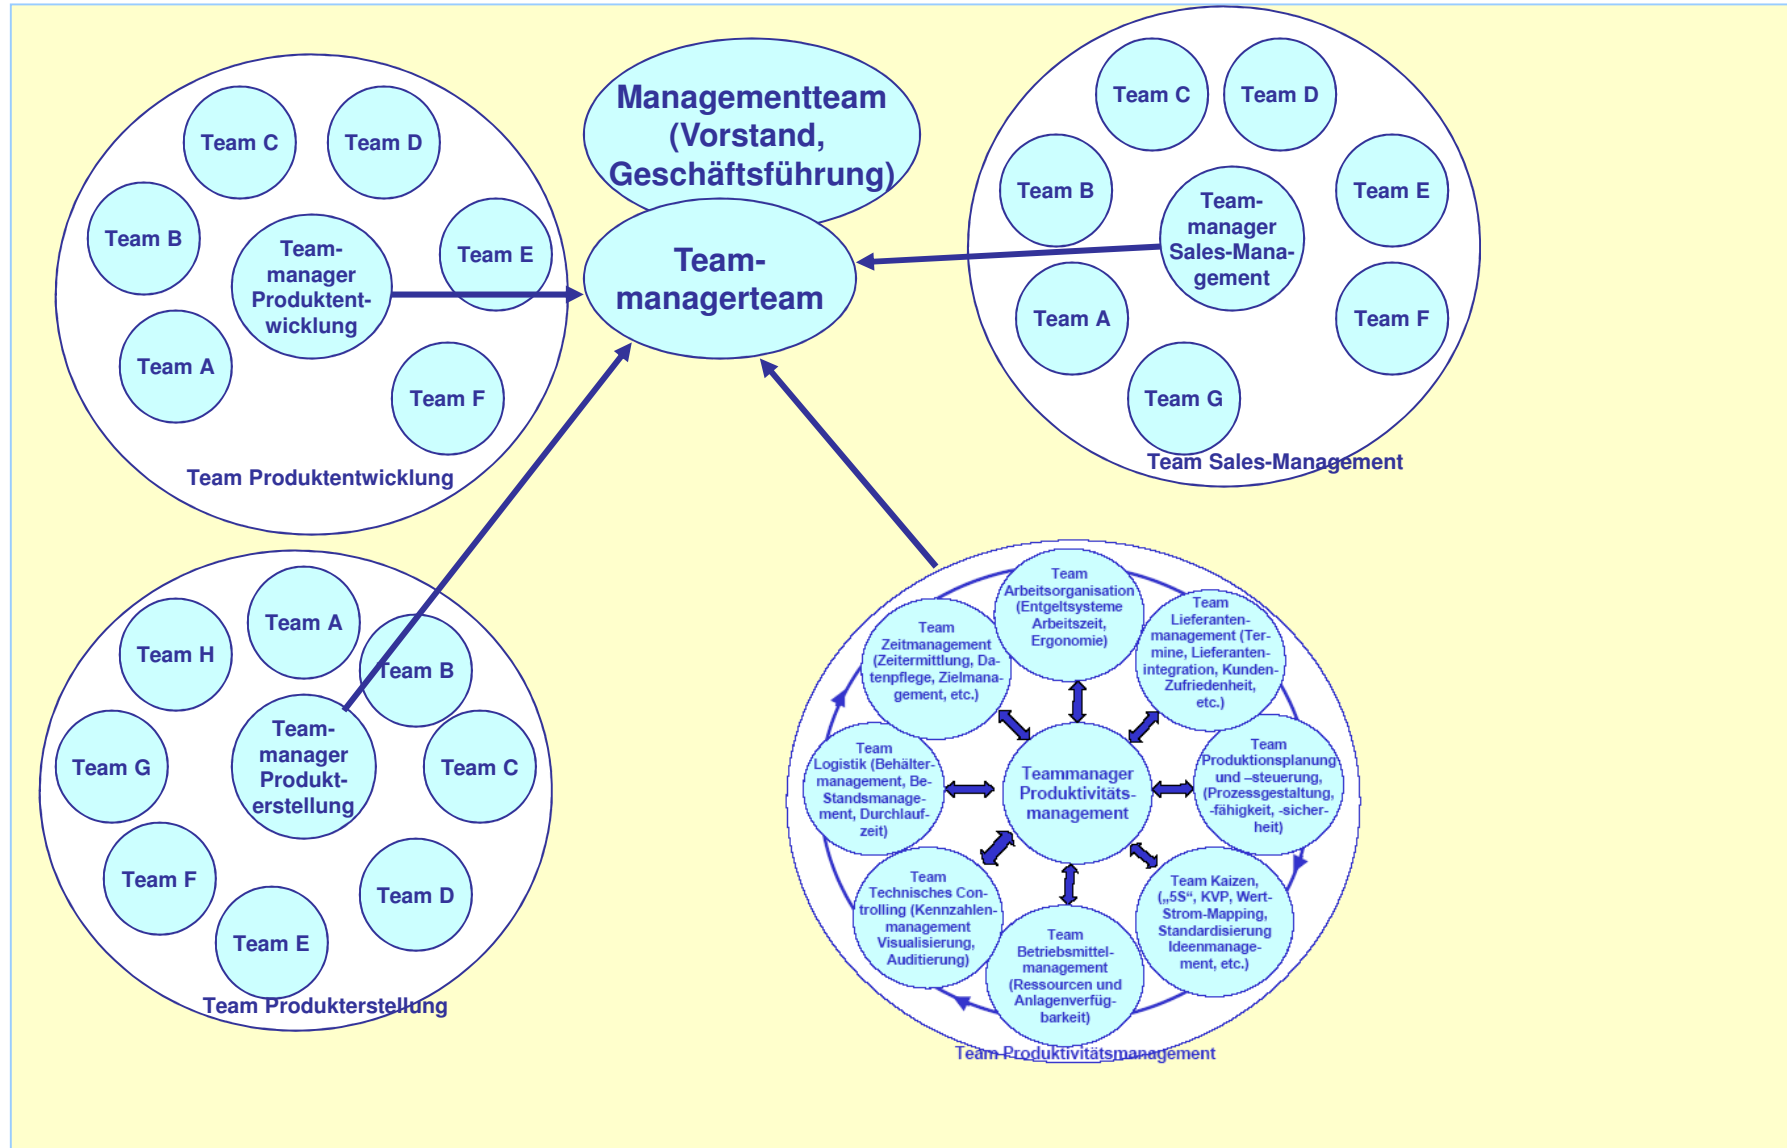 Team C
Team D
Team B
Team E
Team-
manager
Produktent-
wicklung
Team A
Team F
Team Produktentwicklung
Managementteam
(Vorstand,
Geschäftsführung)
Team-
managerteam
Team C
Team D
Team B
Team E
Team-
manager
Sales-Mana-
gement
Team A
Team F
Team G
Team Sales-Management
Team A
Team H
Team B
Team-
manager
Produkt-
erstellung
Team G
Team C
Team F
Team D
Team E
Team Produkterstellung
Team
Arbeitsorganisation
(Entgeltsysteme
Arbeitszeit,
Ergonomie)
Team
Lieferanten-
management (Ter-
mine, Lieferanten-
integration, Kunden-
Zufriedenheit,
etc.)
Team
Zeitmanagement
(Zeitermittlung, Da-
tenpflege, Zielmana-
gement, etc.)
Team
Logistik (Behälter-
management, Be-
Standsmanage-
ment, Durchlauf-
zeit)
Teammanager
Produktivitäts-
management
Team
Produktionsplanung
und –steuerung,
(Prozessgestaltung,
-fähigkeit, -sicher-
heit)
Team
Technisches Con-
trolling (Kennzahlen-
management
Visualisierung,
Auditierung)
Team Kaizen,
(„5S“, KVP, Wert-
Strom-Mapping,
Standardisierung
Ideenmanage-
ment, etc.)
Team
Betriebsmittel-
management
(Ressourcen und
Anlagenverfüg-
barkeit)
Team Produktivitätsmanagement